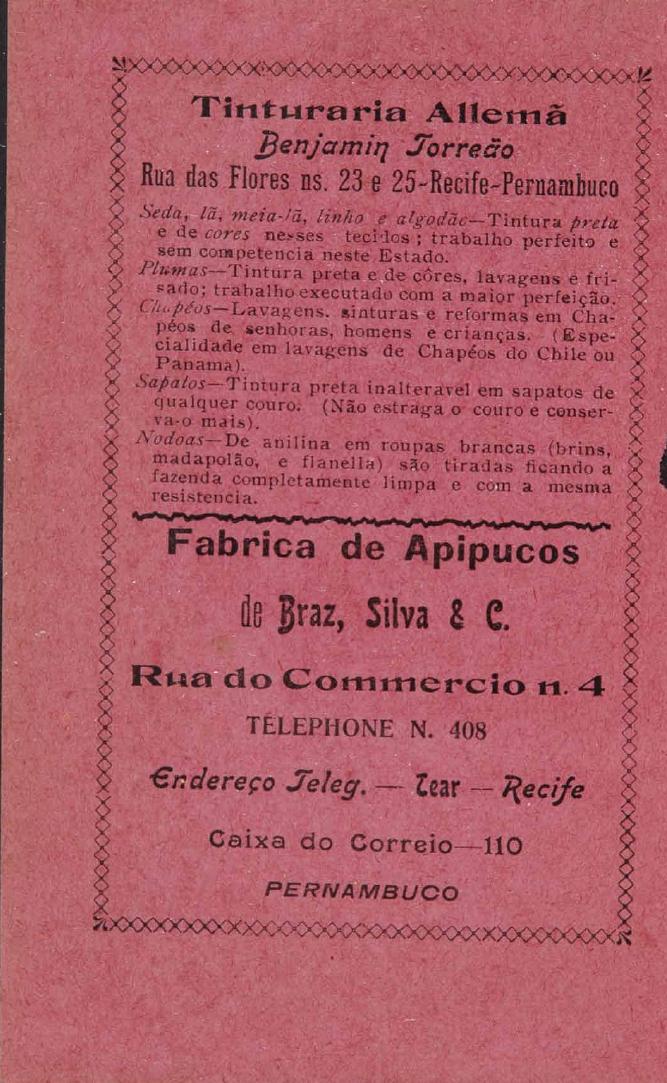 Tinturaria Allemã
Benjamin Torreão
Rua das Flores ns. 23 e 25-Recife-Pernambuco
Seda, lã, meia-lã, linho e algodão—Tintura preta
e de cores nesses tecidos; trabalho perfeito e
sem competencia neste Estado.
Plumas—Tintura preta e de côres, lavagens e fri-
sado; trabalho executado com a maior perfeição.
Chapéos—Lavagens. sinturas e reformas em Cha-
péos de senhoras, homens e crianças. (Espe-
cialidade em lavagens de Chapéos do Chile ou
Panama).
Sapatos—Tintura preta inalteravel em sapatos de
qualquer couro. (Não estraga o couro e conser-
va-o mais).
Nodoas—De anilina em roupas brancas (brins,
madapolão, e flanella) são tiradas ficando a
fazenda completamente limpa e com a mesma
resistencia.
Fabrica de Apipucos
de Braz, Silva & C.
Rua do Commercio n. 4
TELEPHONE N. 408
Endereço Teleg. — Tear — Recife
Caixa do Correio—110
PERNAMBUCO